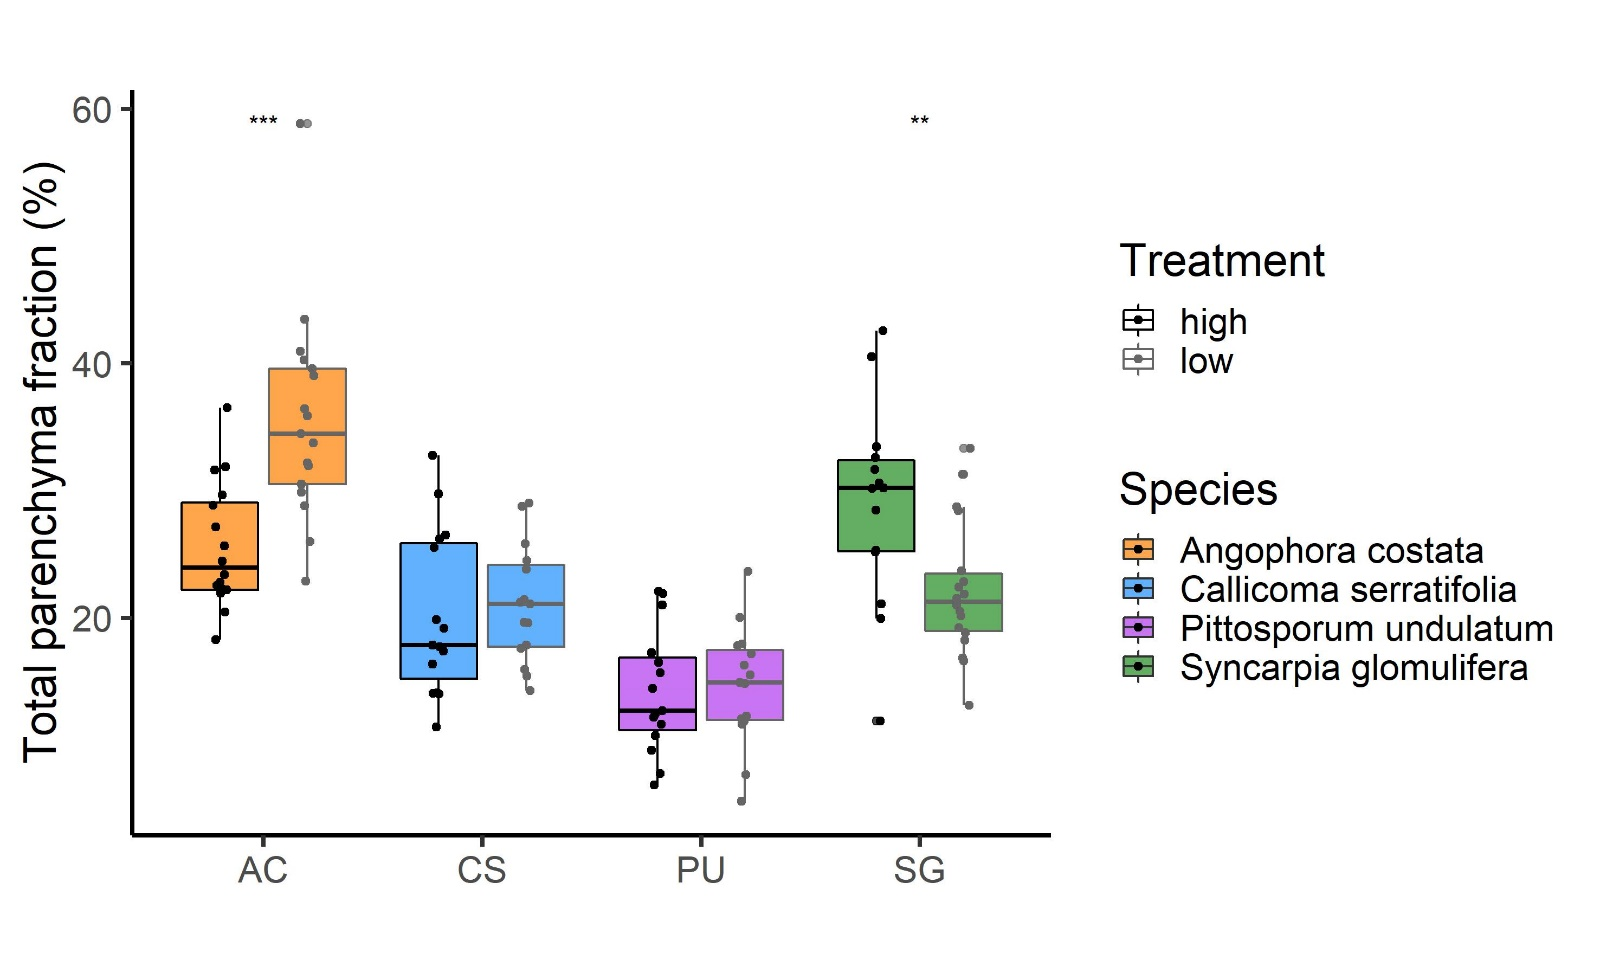 Total parenchyma fraction (%)
60
40
20
***
**
AC
CS
PU
SG
Treatment
high
low
Species
Angophora costata
Callicoma serratifolia
Pittosporum undulatum
Syncarpia glomulifera